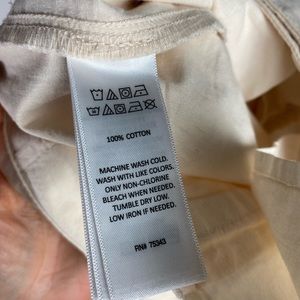 100% COTTON
MACHINE WASH COLD.
WASH WITH LIKE COLORS.
ONLY NON-CHLORINE
BLEACH WHEN NEEDED.
TUMBLE DRY LOW.
LOW IRON IF NEEDED.
RN# 75343